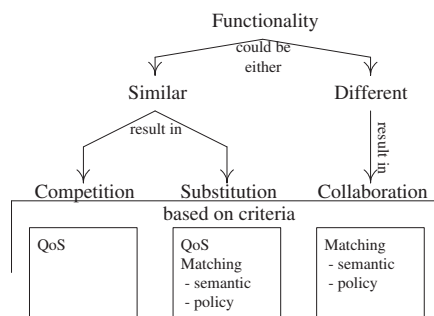 Functionality
could be
either
Similar
Different
result in
result in
Competition
Substitution
Collaboration
based on criteria
QoS
QoS
Matching
- semantic
- policy
Matching
- semantic
- policy